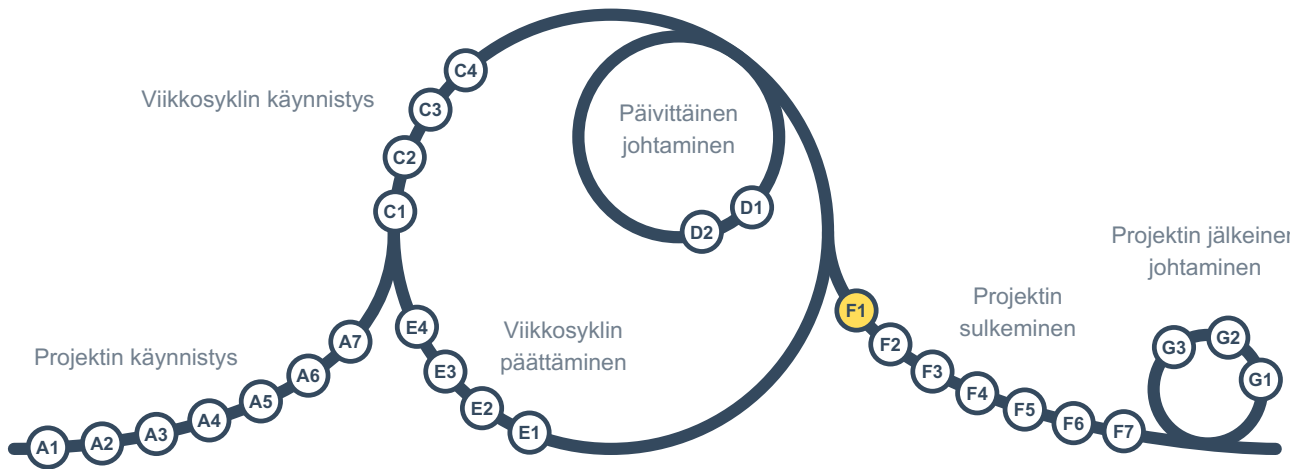 Projektin käynnistys
A1
A2
A3
A4
A5
A6
A7
Viikkosyklin käynnistys
C1
C2
C3
C4
Päivittäinen
johtaminen
D1
D2
Viikkosyklin
päättäminen
E1
E2
E3
E4
Projektin
sulkeminen
F1
F2
F3
F4
F5
F6
F7
Projektin jälkeinen
johtaminen
G1
G2
G3